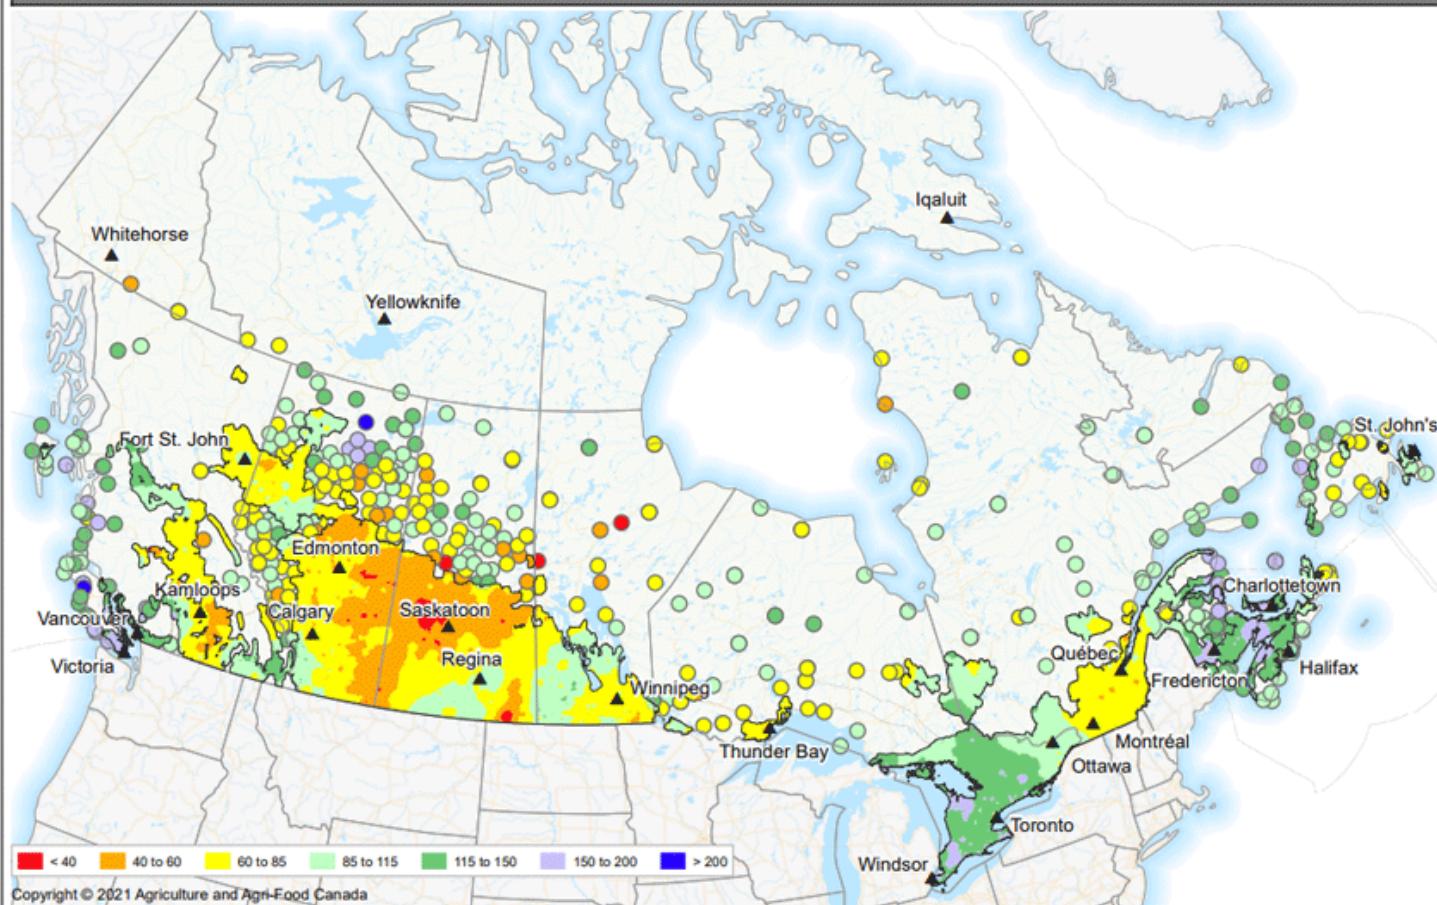 Iqaluit
Whitehorse
Yellowknife
Fort St. John
St. John's
Edmonton
Kamloops
Calgary
Saskatoon
Charlottetown
Vancouver
Victoria
Regina
Québec
Halifax
Fredericton
Winnipeg
Thunder Bay
Montréal
Ottawa
Toronto
Windsor
< 40 40 to 60 60 to 85 85 to 115 115 to 150 150 to 200 > 200
Copyright © 2021 Agriculture and Agri-Food Canada